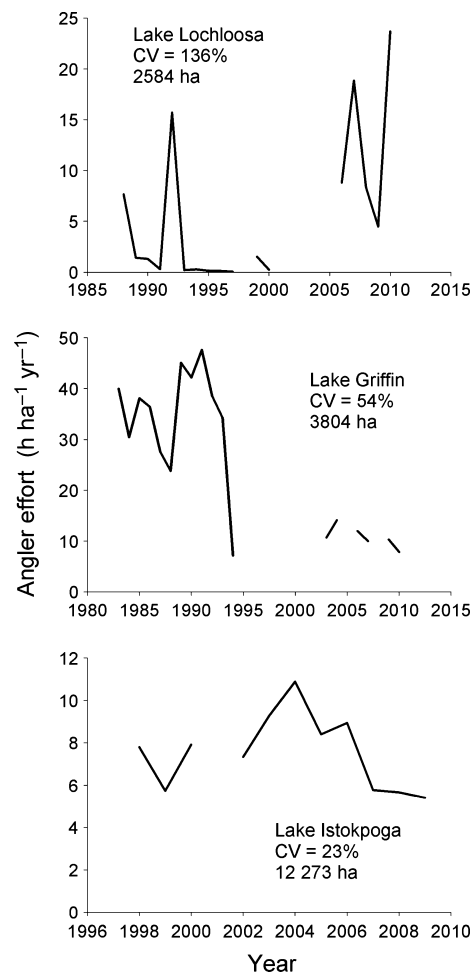 Lake Lochloosa
CV = 136%
2584 ha
25
20
15
10
5
0
1985 1990 1995 2000 2005 2010 2015
Angler effort (h ha⁻¹ yr⁻¹)
Lake Griffin
CV = 54%
3804 ha
50
40
30
20
10
0
1980 1985 1990 1995 2000 2005 2010 2015
12
10
8
6
4
2
0
Lake Istokpoga
CV = 23%
12 273 ha
1996 1998 2000 2002 2004 2006 2008 2010
Year